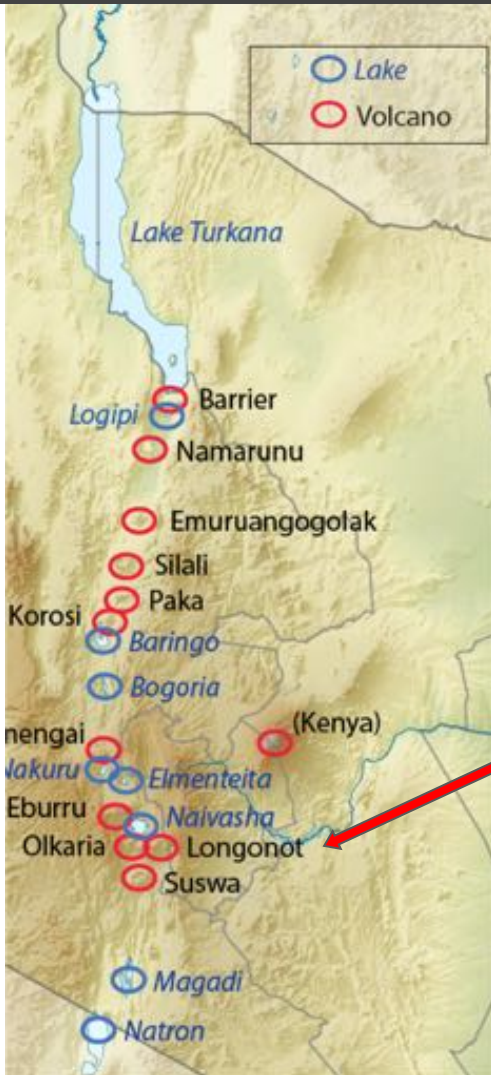 Lake
Volcano
Lake Turkana
Barrier
Logipi
Namarunu
Emuruangogolak
Silali
Paka
Korosi
Baringo
Bogoria
(Kenya)
mengai
Nakuru
Elmenteita
Eburru
Naivasha
Olkaria
Longonot
Suswa
Magadi
Natron